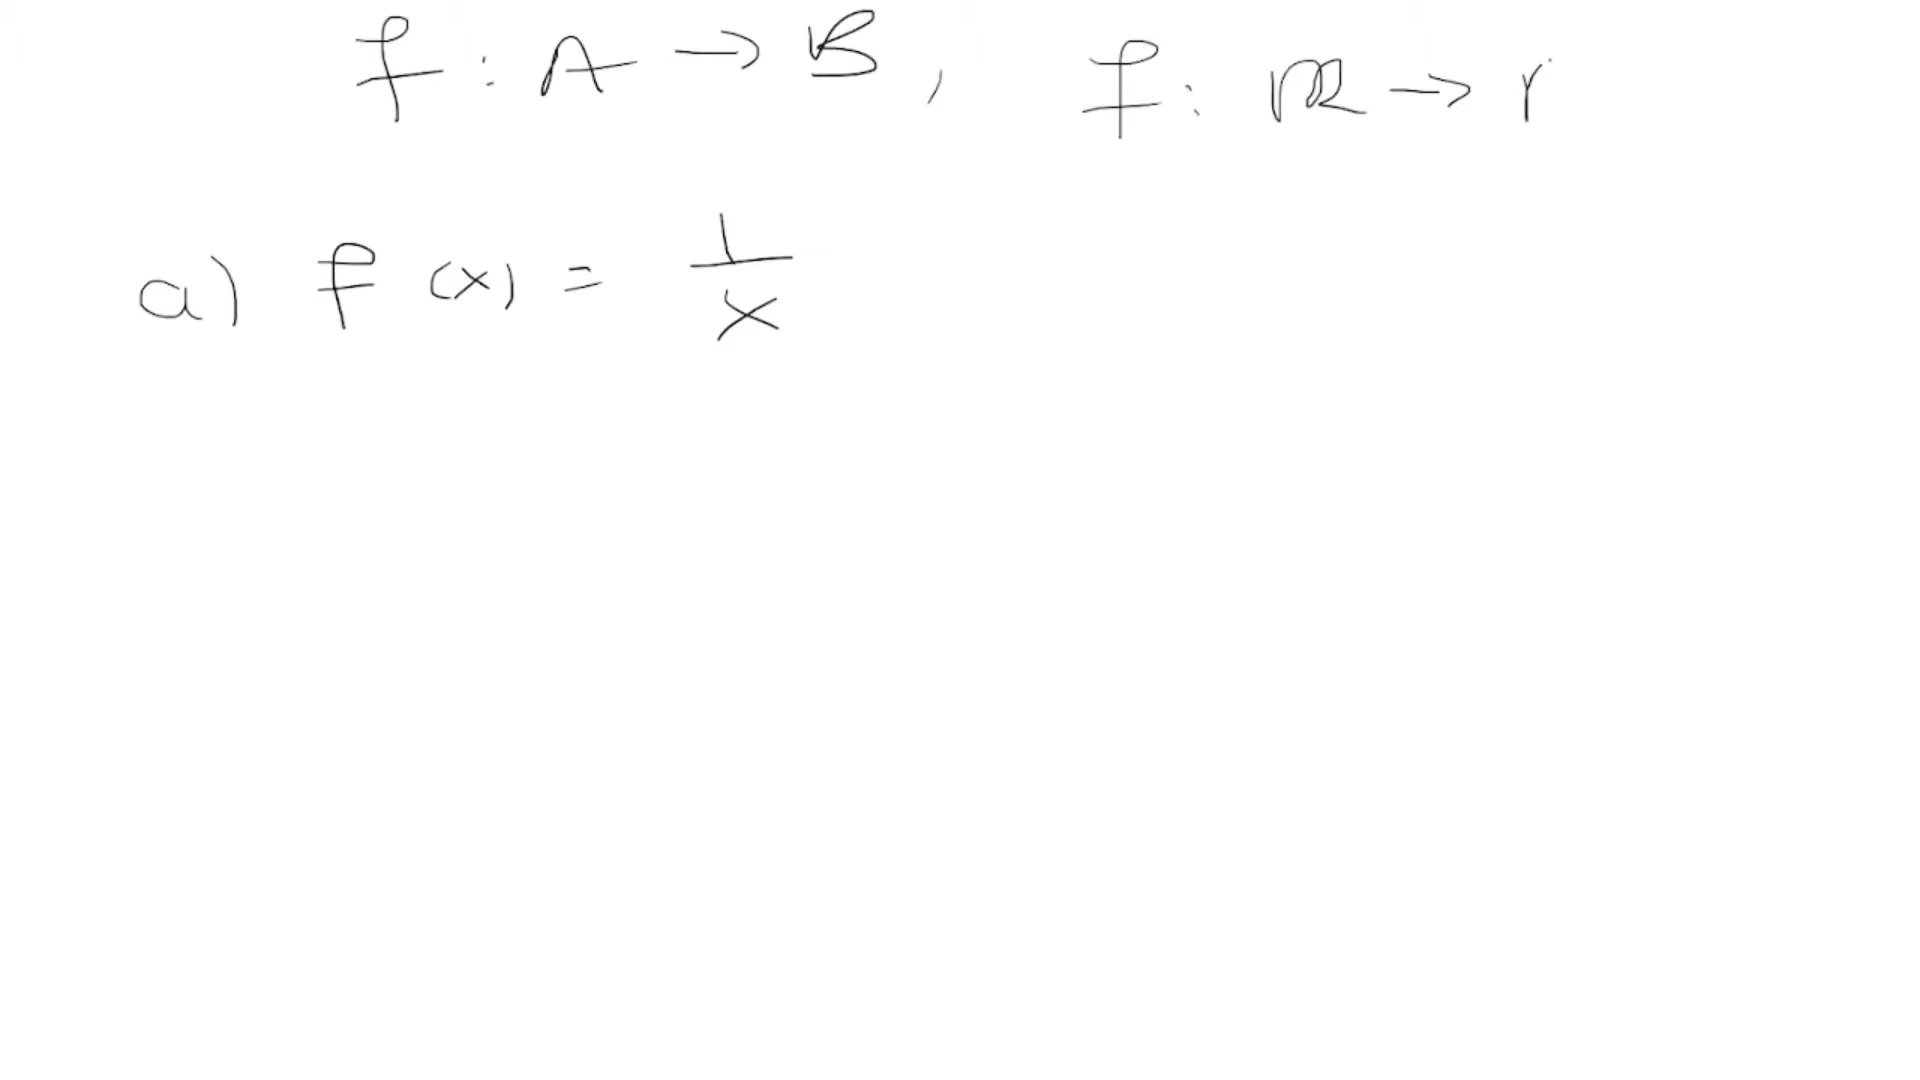 f : A → B , f : ℝ → r
a) f (x) = 1/x